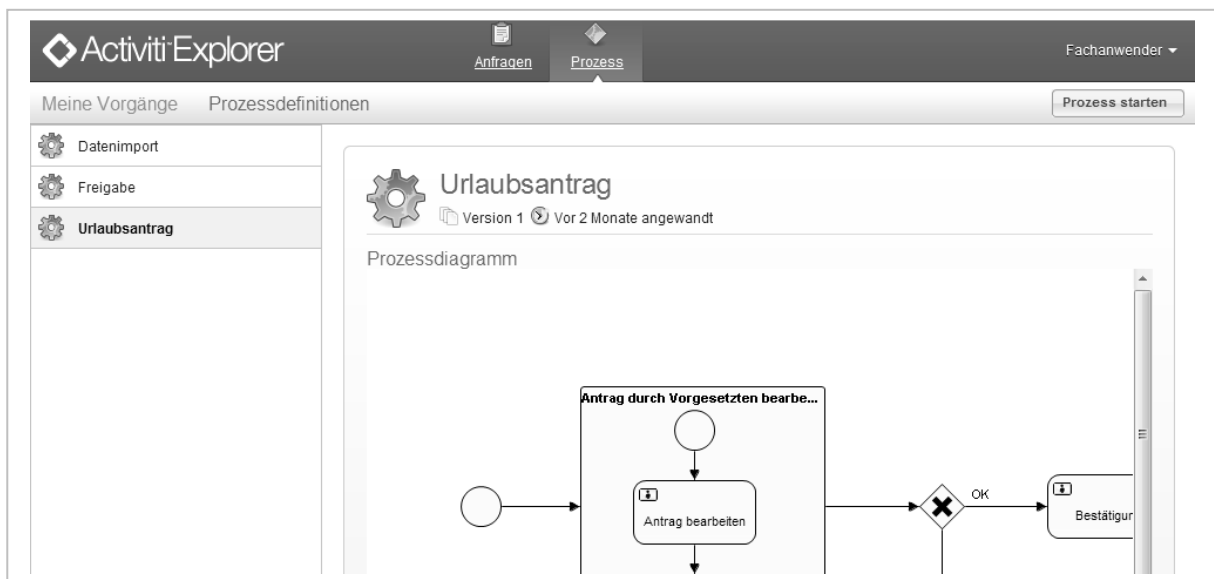 Activiti Explorer
Anfragen Prozess
Fachanwender
Meine Vorgänge Prozessdefinitionen
Prozess starten
Datenimport
Freigabe
Urlaubsantrag
Urlaubsantrag
Version 1 Vor 2 Monate angewandt
Prozessdiagramm
Antrag durch Vorgesetzten bearbe...
Antrag bearbeiten
OK
Bestätigun